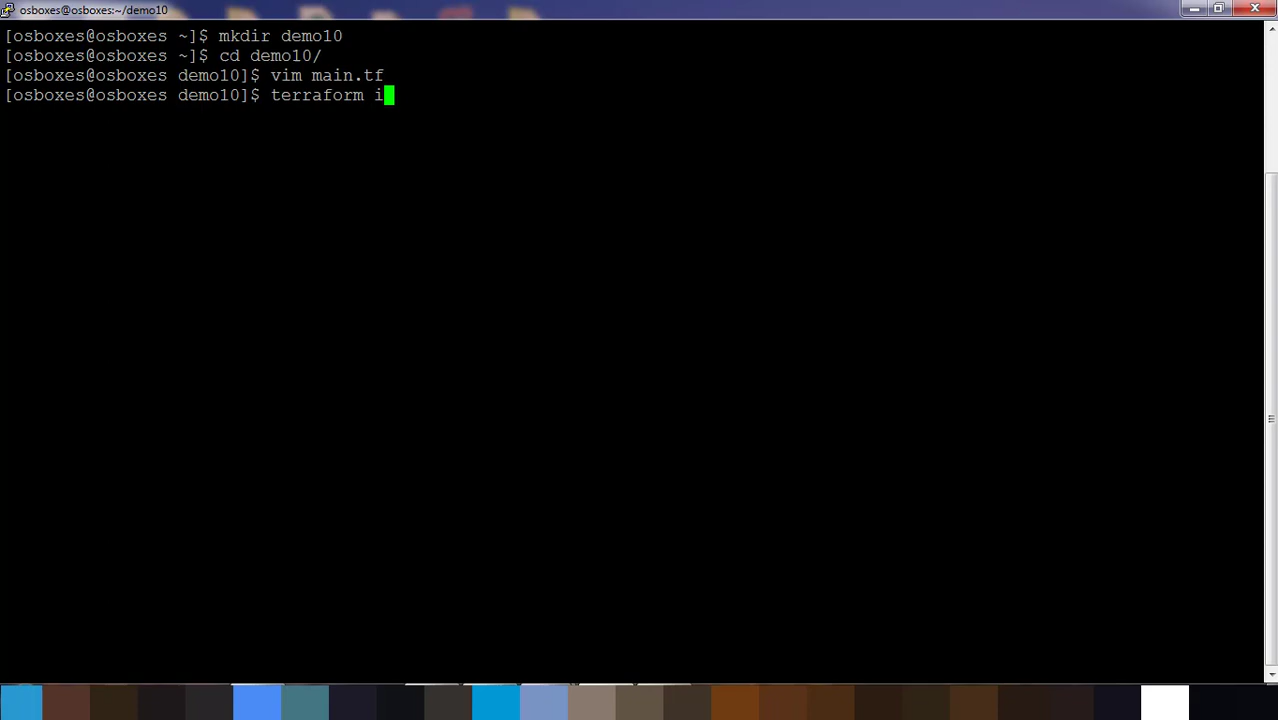 osboxes@osboxes:~/demo10
[osboxes@osboxes ~]$ mkdir demo10
[osboxes@osboxes ~]$ cd demo10/
[osboxes@osboxes demo10]$ vim main.tf
[osboxes@osboxes demo10]$ terraform i